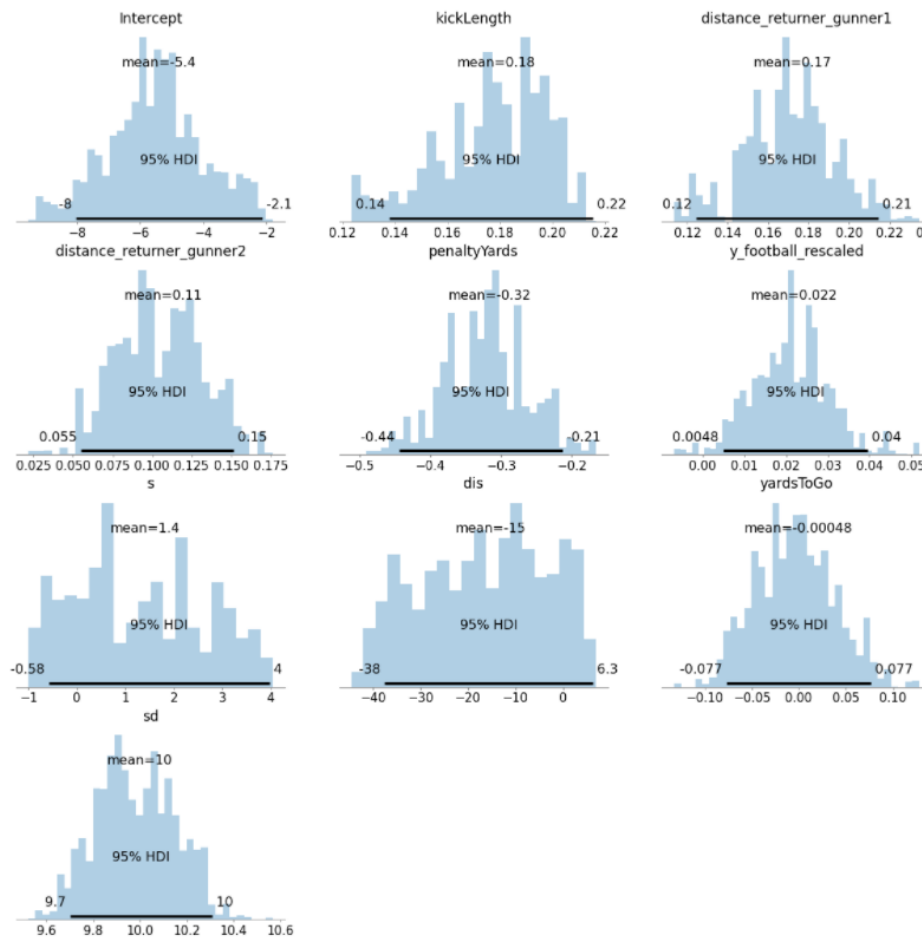 Intercept
mean=-5.4
95% HDI
-8
-2.1
−8 −6 −4 −2
kickLength
mean=0.18
95% HDI
0.14
0.22
0.12 0.14 0.16 0.18 0.20 0.22
distance_returner_gunner1
mean=0.17
95% HDI
0.12
0.21
0.12 0.14 0.16 0.18 0.20 0.22
distance_returner_gunner2
mean=0.11
95% HDI
0.055
0.15
0.025 0.050 0.075 0.100 0.125 0.150 0.175
penaltyYards
mean=-0.32
95% HDI
-0.44
-0.21
−0.5 −0.4 −0.3 −0.2
y_football_rescaled
mean=0.022
95% HDI
0.0048
0.04
0.00 0.01 0.02 0.03 0.04
s
mean=1.4
95% HDI
-0.58
4
−1 0 1 2 3 4
dis
mean=-15
95% HDI
-38
6.3
−40 −30 −20 −10 0
yardsToGo
mean=-0.00048
95% HDI
-0.077
0.077
−0.10 −0.05 0.00 0.05 0.10
sd
mean=10
95% HDI
9.7
10
9.6 9.8 10.0 10.2 10.4 10.6